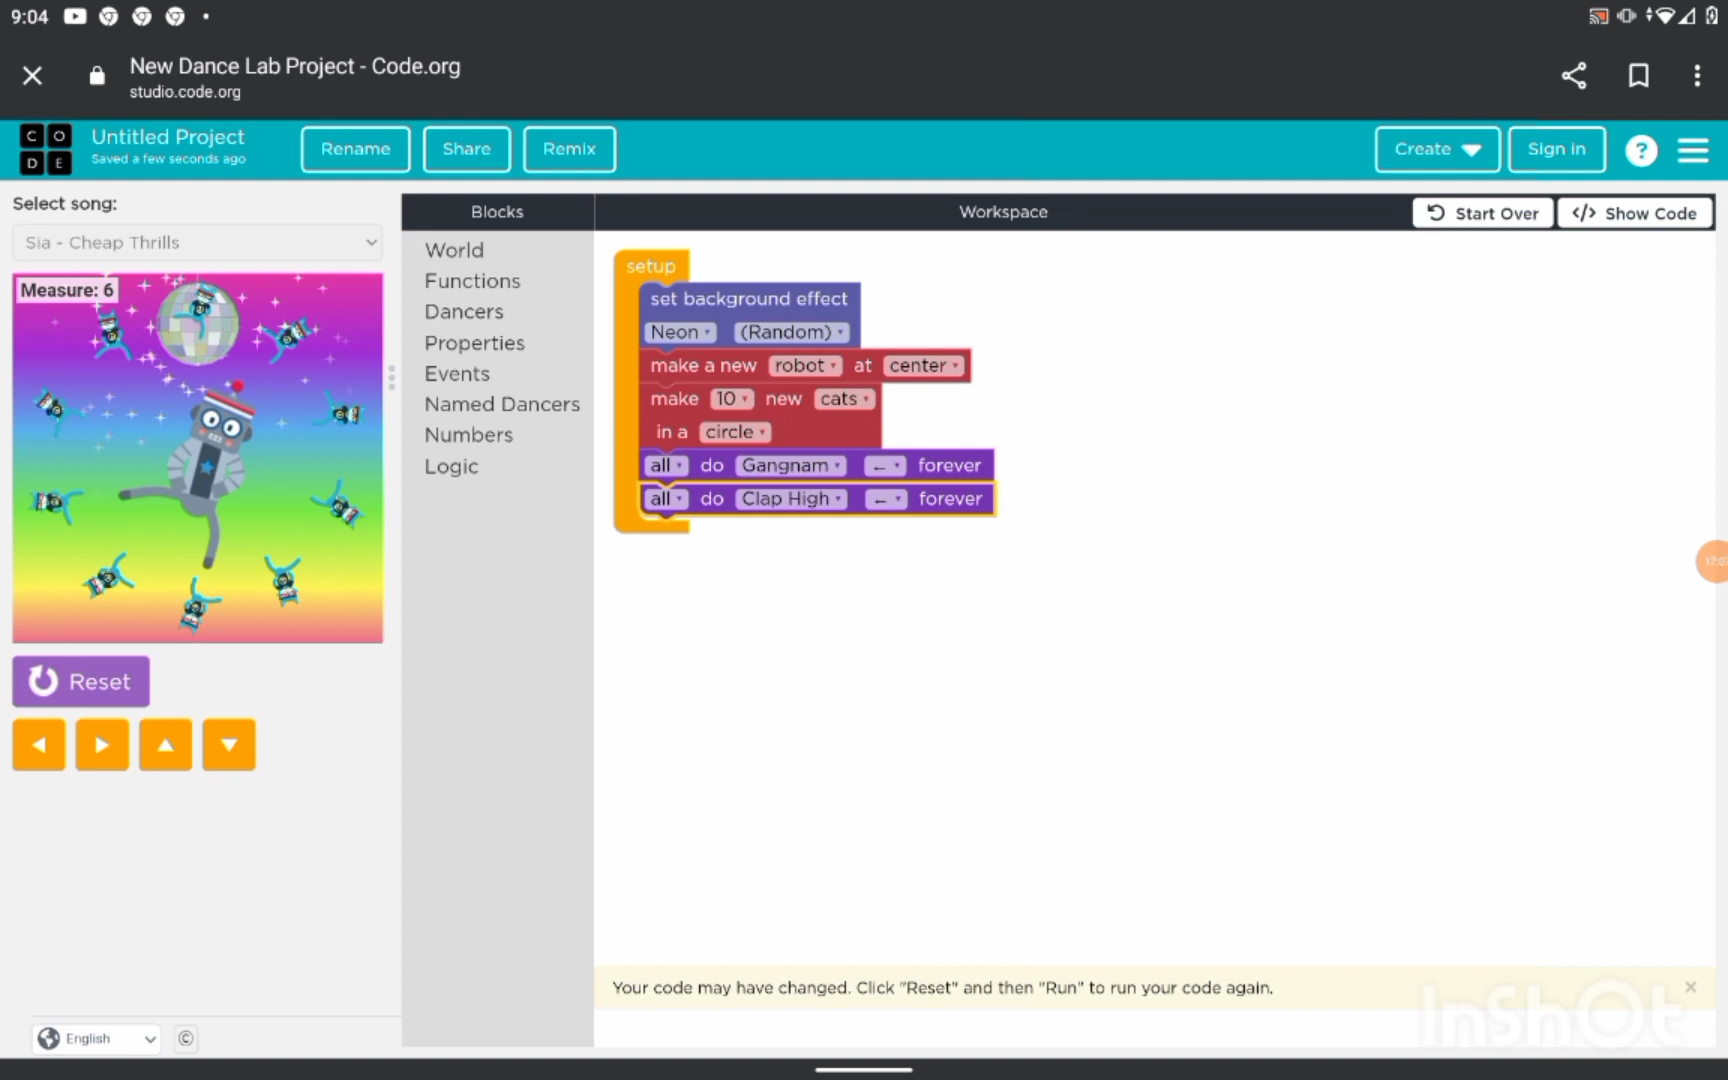 9:04
New Dance Lab Project - Code.org
studio.code.org
C O
D E
Untitled Project
Saved a few seconds ago
Rename
Share
Remix
Create
Sign in
?
Select song:
Sia - Cheap Thrills
Measure: 6
Reset
Blocks
World
Functions
Dancers
Properties
Events
Named Dancers
Numbers
Logic
Workspace
Start Over
</> Show Code
setup
set background effect
Neon (Random)
make a new robot at center
make 10 new cats
in a circle
all do Gangnam ← forever
all do Clap High ← forever
Your code may have changed. Click "Reset" and then "Run" to run your code again.
InShOt
English
©